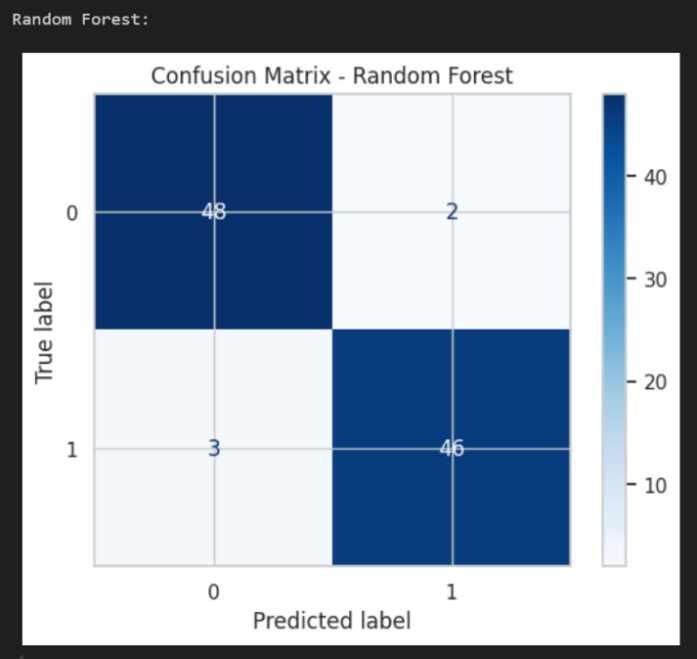 Random Forest:
Confusion Matrix - Random Forest
48 2
0
3 46
1
True label
0 1
Predicted label
40
30
20
10